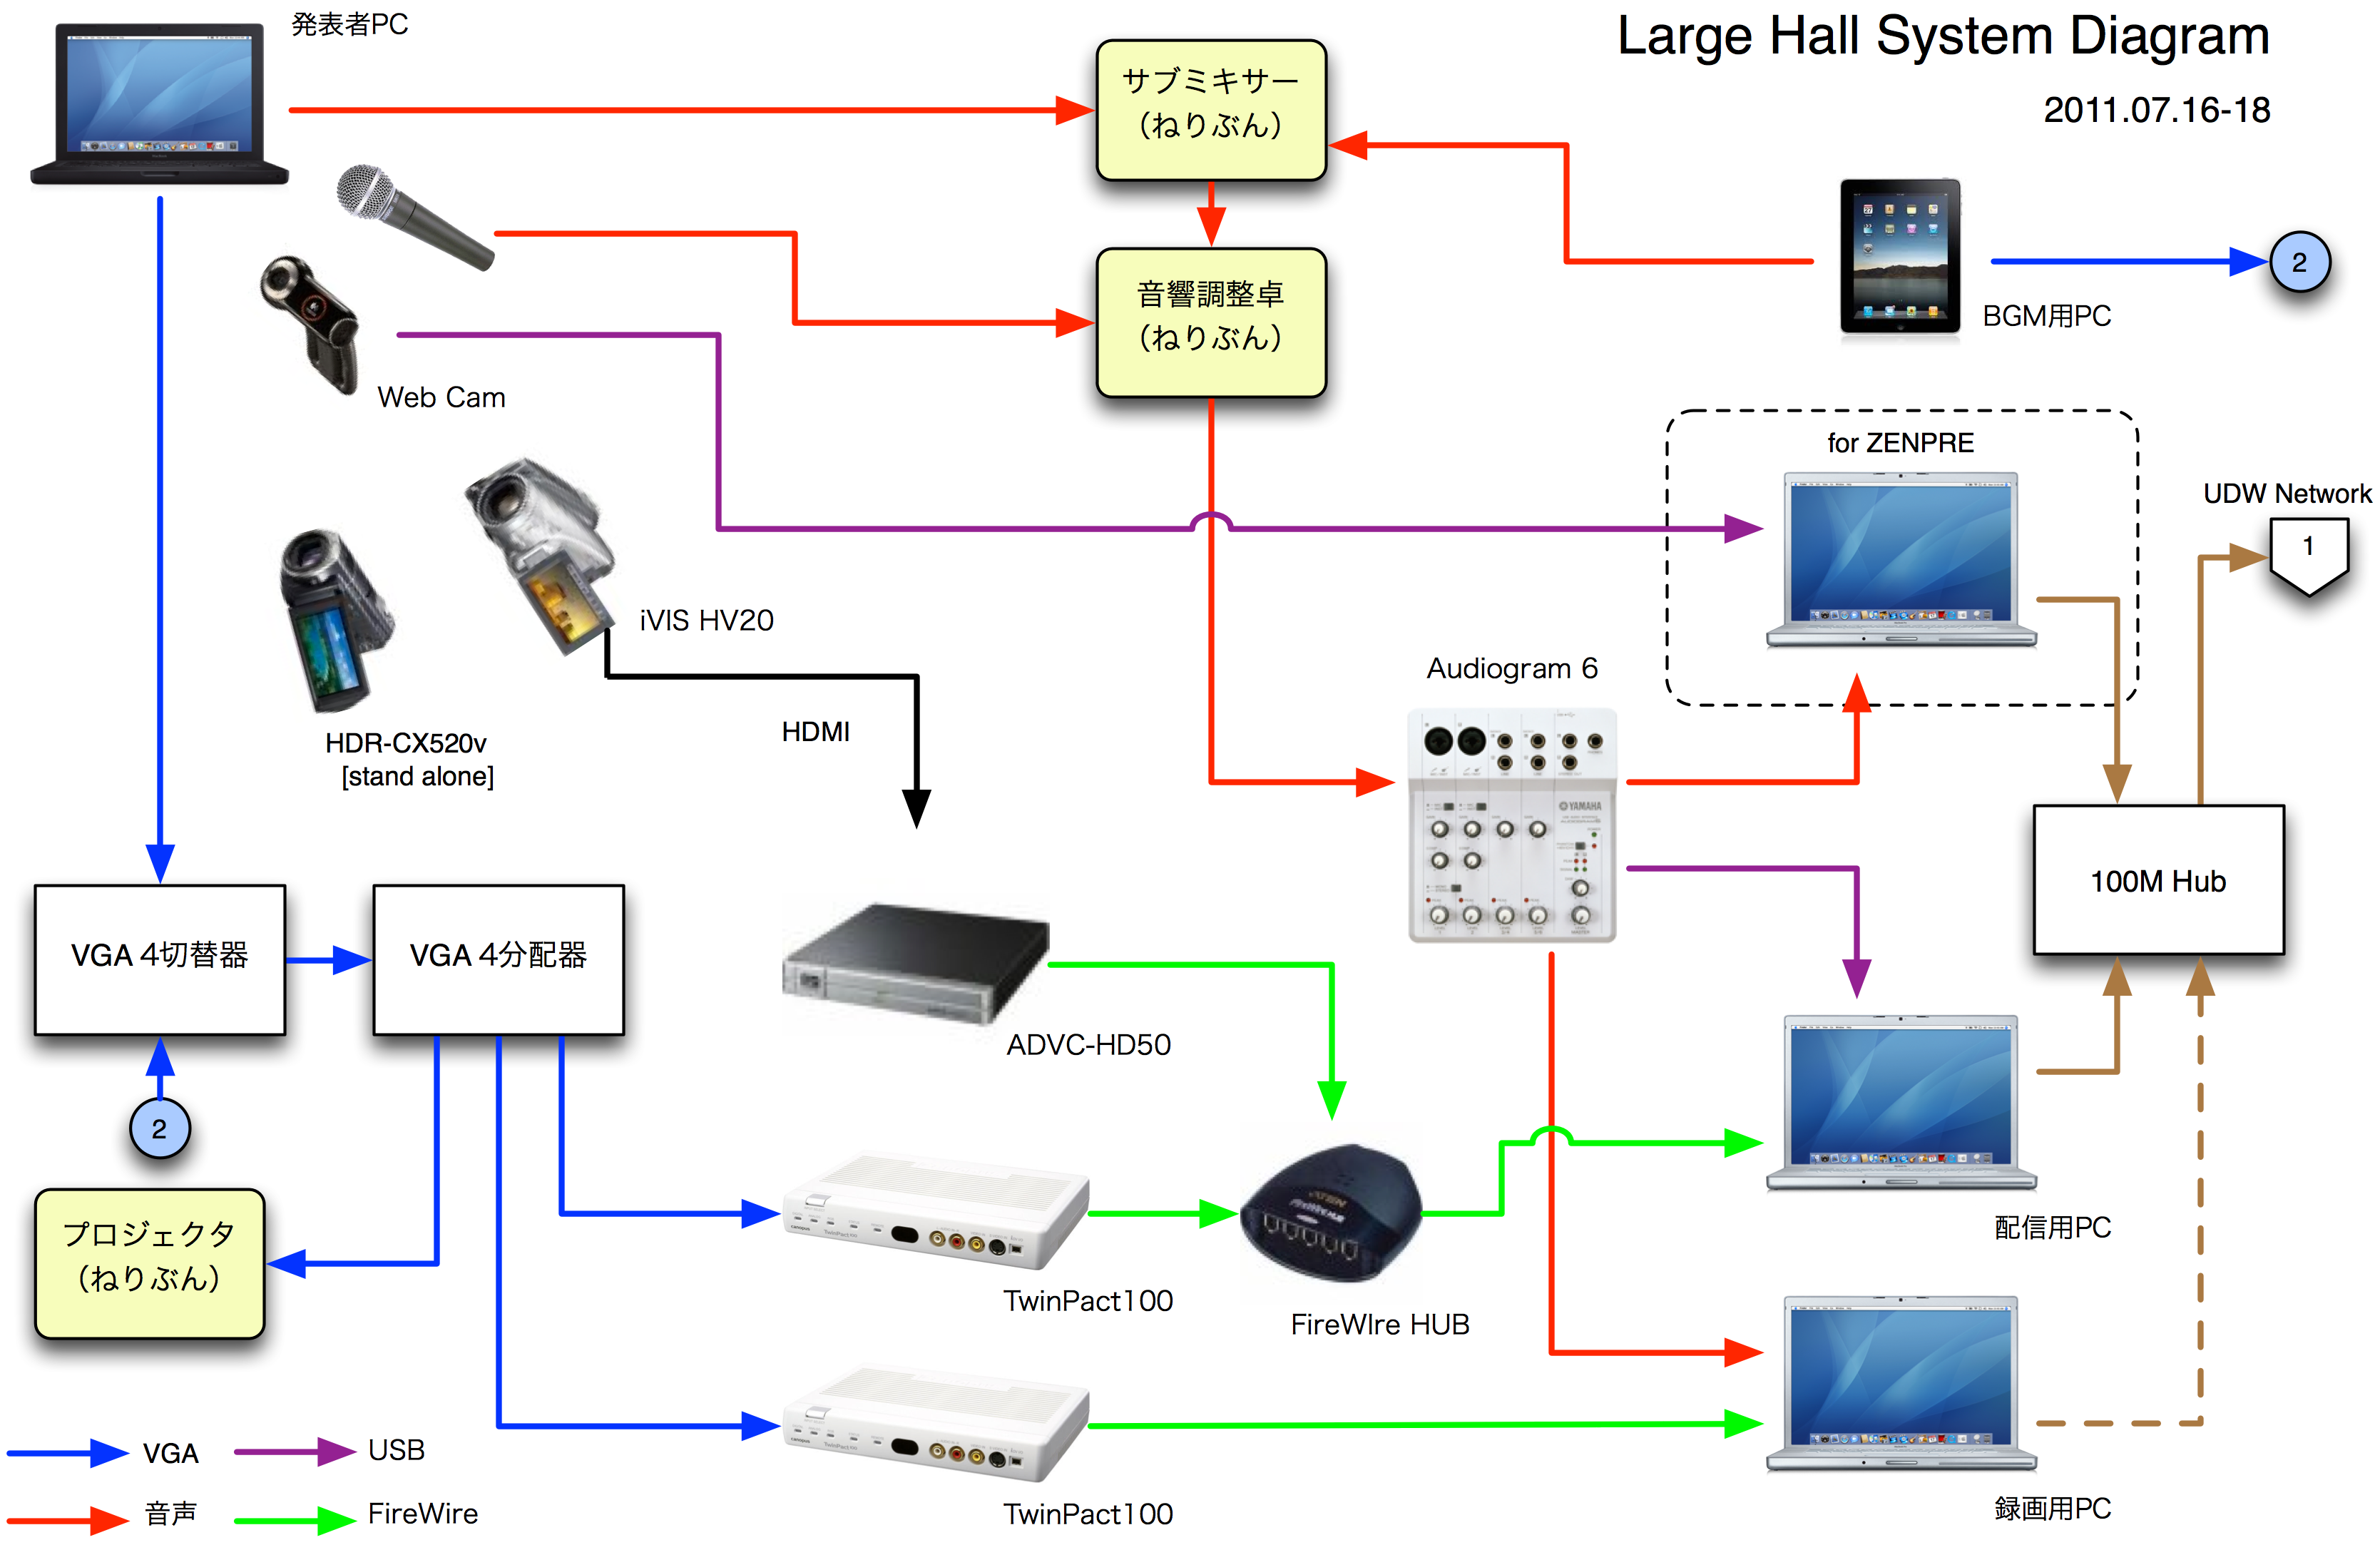 Large Hall System Diagram
2011.07.16-18
発表者PC
サブミキサー
（ねりぶん）
音響調整卓
（ねりぶん）
2
BGM用PC
Web Cam
for ZENPRE
UDW Network
1
iVIS HV20
HDMI
HDR-CX520v
[stand alone]
Audiogram 6
YAMAHA
100M Hub
VGA 4切替器
VGA 4分配器
ADVC-HD50
2
プロジェクタ
（ねりぶん）
TwinPact100
FireWIre HUB
配信用PC
TwinPact100
録画用PC
VGA
USB
音声
FireWire